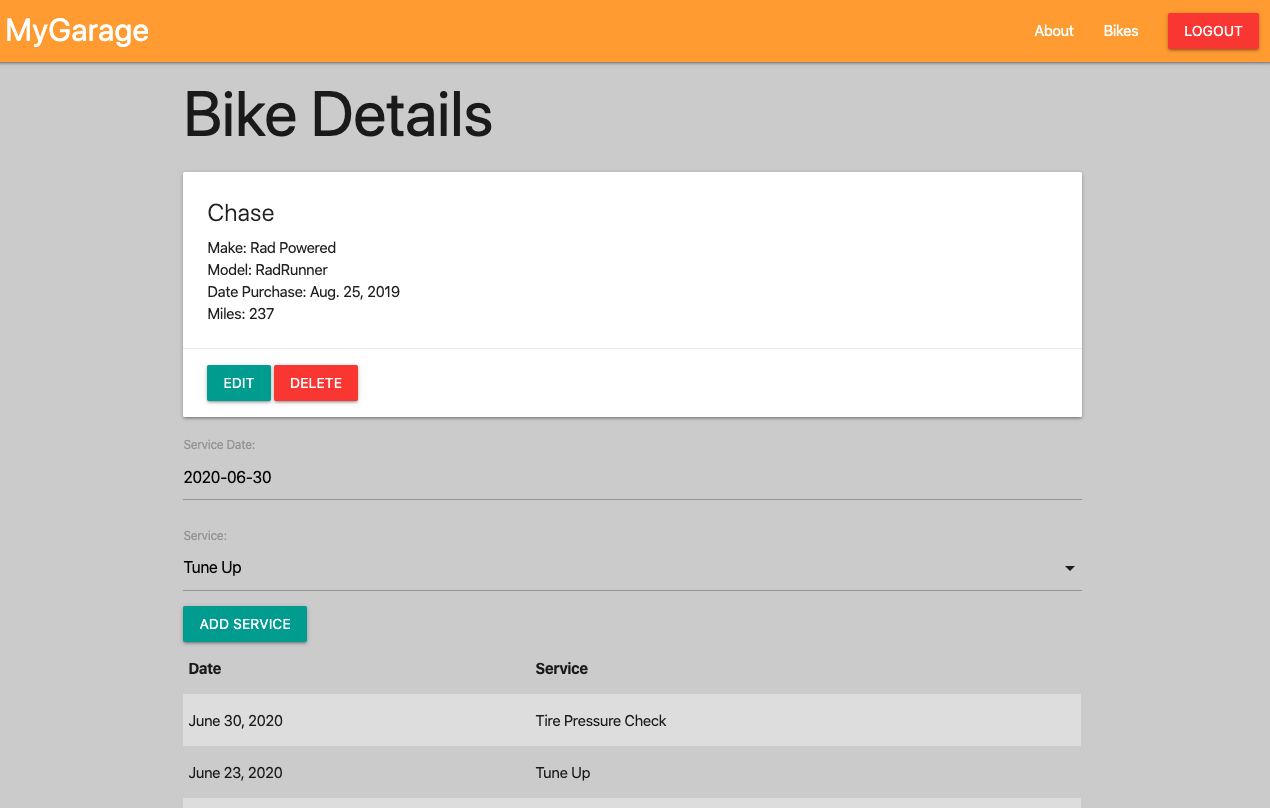 MyGarage
About Bikes LOGOUT
Bike Details
Chase
Make: Rad Powered
Model: RadRunner
Date Purchase: Aug. 25, 2019
Miles: 237
EDIT DELETE
Service Date:
2020-06-30
Service:
Tune Up
ADD SERVICE
Date Service
June 30, 2020 Tire Pressure Check
June 23, 2020 Tune Up